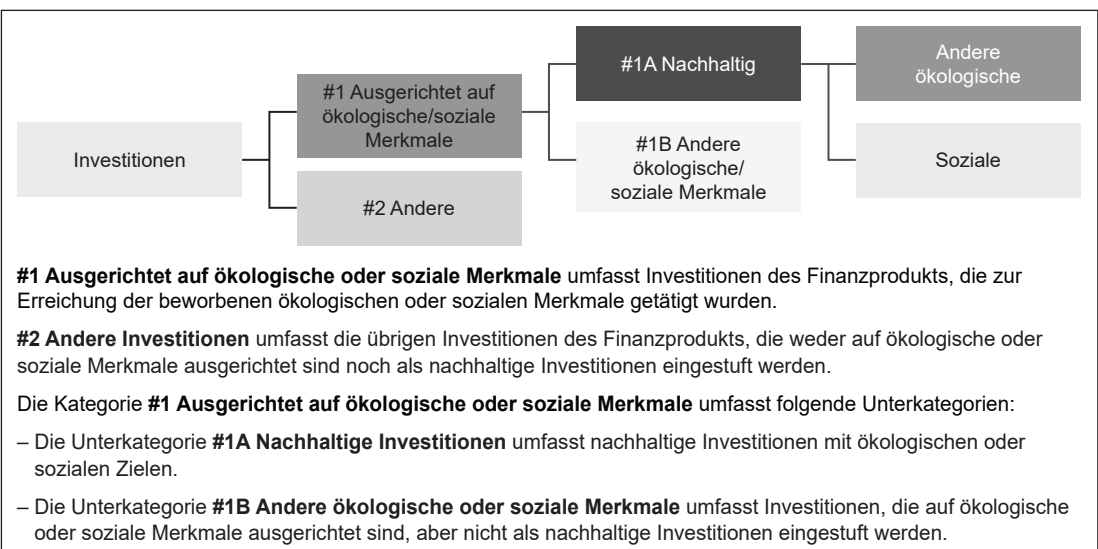 Investitionen
#1 Ausgerichtet auf
ökologische/soziale
Merkmale
#2 Andere
#1A Nachhaltig
#1B Andere
ökologische/
soziale Merkmale
Andere
ökologische
Soziale
#1 Ausgerichtet auf ökologische oder soziale Merkmale umfasst Investitionen des Finanzprodukts, die zur
Erreichung der beworbenen ökologischen oder sozialen Merkmale getätigt wurden.
#2 Andere Investitionen umfasst die übrigen Investitionen des Finanzprodukts, die weder auf ökologische oder
soziale Merkmale ausgerichtet sind noch als nachhaltige Investitionen eingestuft werden.
Die Kategorie #1 Ausgerichtet auf ökologische oder soziale Merkmale umfasst folgende Unterkategorien:
– Die Unterkategorie #1A Nachhaltige Investitionen umfasst nachhaltige Investitionen mit ökologischen oder
sozialen Zielen.
– Die Unterkategorie #1B Andere ökologische oder soziale Merkmale umfasst Investitionen, die auf ökologische
oder soziale Merkmale ausgerichtet sind, aber nicht als nachhaltige Investitionen eingestuft werden.